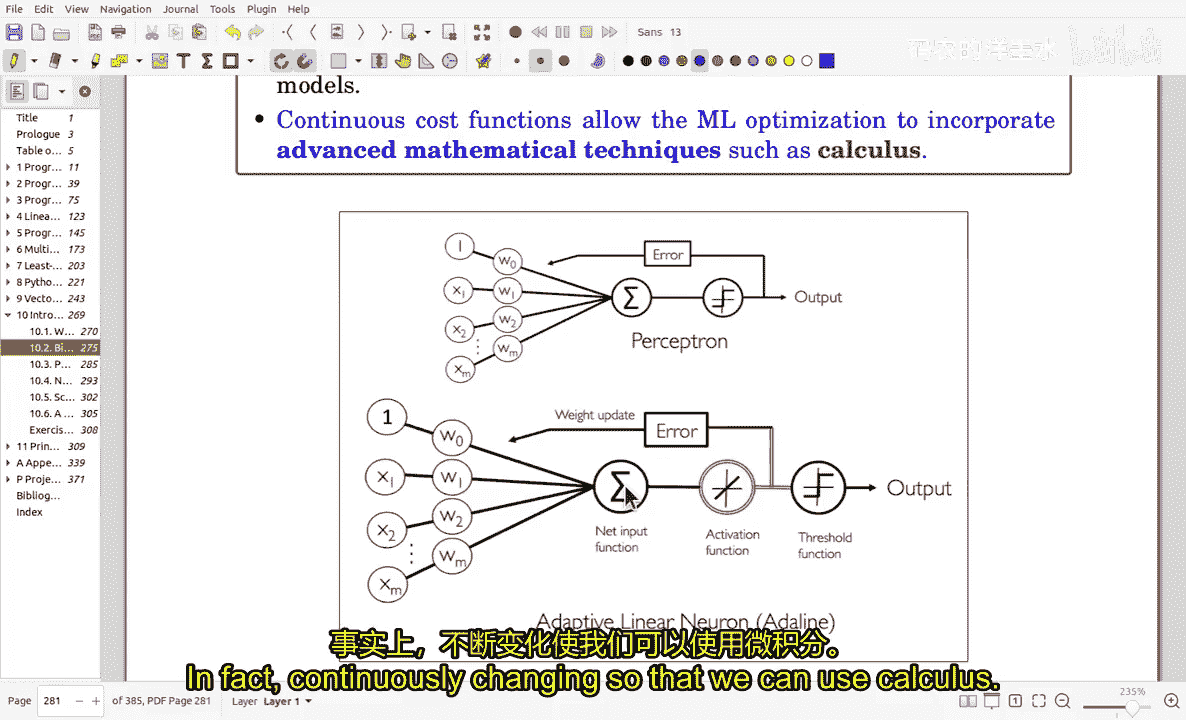 File Edit View Navigation Journal Tools Plugin Help
Sans 13
models.
Title 1
Prologue 3
Table o... 5
1 Progr... 11
2 Progr... 39
3 Progr... 75
4 Linea... 123
5 Progr... 145
6 Multi... 173
7 Least-... 203
8 Pytho... 221
9 Vecto... 243
10 Intro... 269
10.1. W... 270
10.2. Bi... 275
10.3. P... 285
10.4. N... 293
10.5. Sc... 302
10.6. A ... 305
Exercis... 308
11 Prin... 309
A Appe... 339
P Proje... 371
Bibliog...
Index
• Continuous cost functions allow the ML optimization to incorporate
advanced mathematical techniques such as calculus.
1
w0
x1 w1
x2 w2
⋮
xm wm
Σ
Error
Output
Perceptron
1
w0
x1 w1
x2 w2
⋮
xm wm
Weight update
Error
Σ
Output
Net input
function
Activation
function
Threshold
function
Adaptive Linear Neuron (Adaline)
事实上，不断变化使我们可以使用微积分。
In fact, continuously changing so that we can use calculus.
Page 281 of 385, PDF Page 281 Layer Layer 1 235%